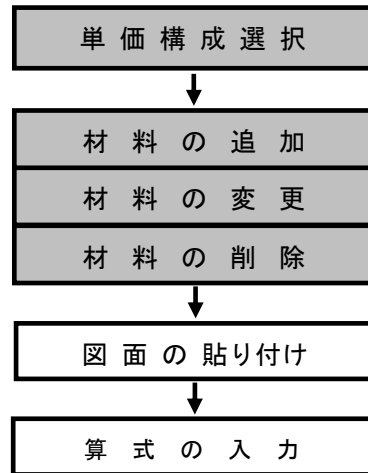 単価構成選択
材料の追加
材料の変更
材料の削除
図面の貼り付け
算式の入力